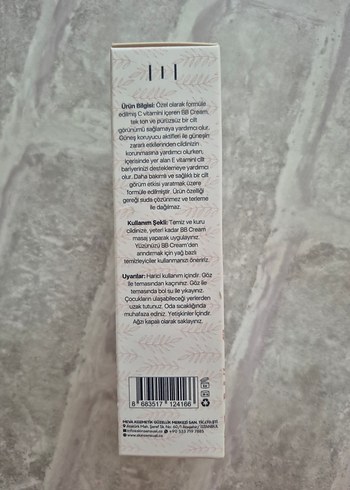 Ürün Bilgisi: Özel olarak formüle
edilmiş C vitamini içeren BB Cream,
tek ton ve pürüzsüz bir cilt
görünümü sağlamaya yardımcı olur.
Güneş koruyucu aktifleri ile güneşin
zararlı etkilerinden cildinizin
korunmasına yardımcı olurken,
içerisinde yer alan E vitamini cilt
bariyerinizi desteklemeye yardımcı
olur. Daha bakımlı ve sağlıklı bir cilt
görüm etkisi yaratmak üzere
formüle edilmiştir. Ürün özelliği
gereği suda çözünmez ve terleme
ile dağılmaz.
Kullanım Şekli: Temiz ve kuru
cildinize, yeteri kadar BB Cream
masaj yaparak uygulayınız.
Yüzünüzü BB Cream'den
arındırmak için yağ bazlı
temizleyiciler kullanmanızı öneririz.
Uyarılar: Harici kullanım içindir. Göz
ile temasından kaçınınız. Göz ile
temasında bol su ile yıkayınız.
Çocukların ulaşabileceği yerlerden
uzak tutunuz. Oda sıcaklığında
muhafaza ediniz. Yetişkinler içindir.
Ağzı kapalı olarak saklayınız.
8 683517 124166